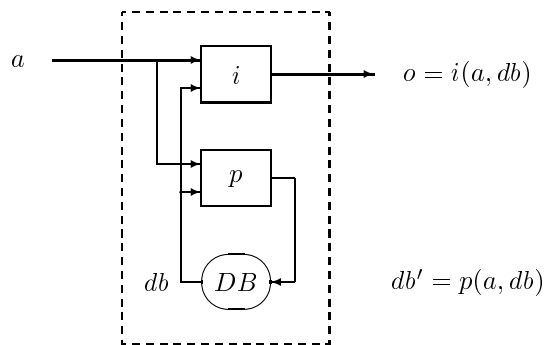 a
i
o = i(a, db)
p
db
DB
db′ = p(a, db)